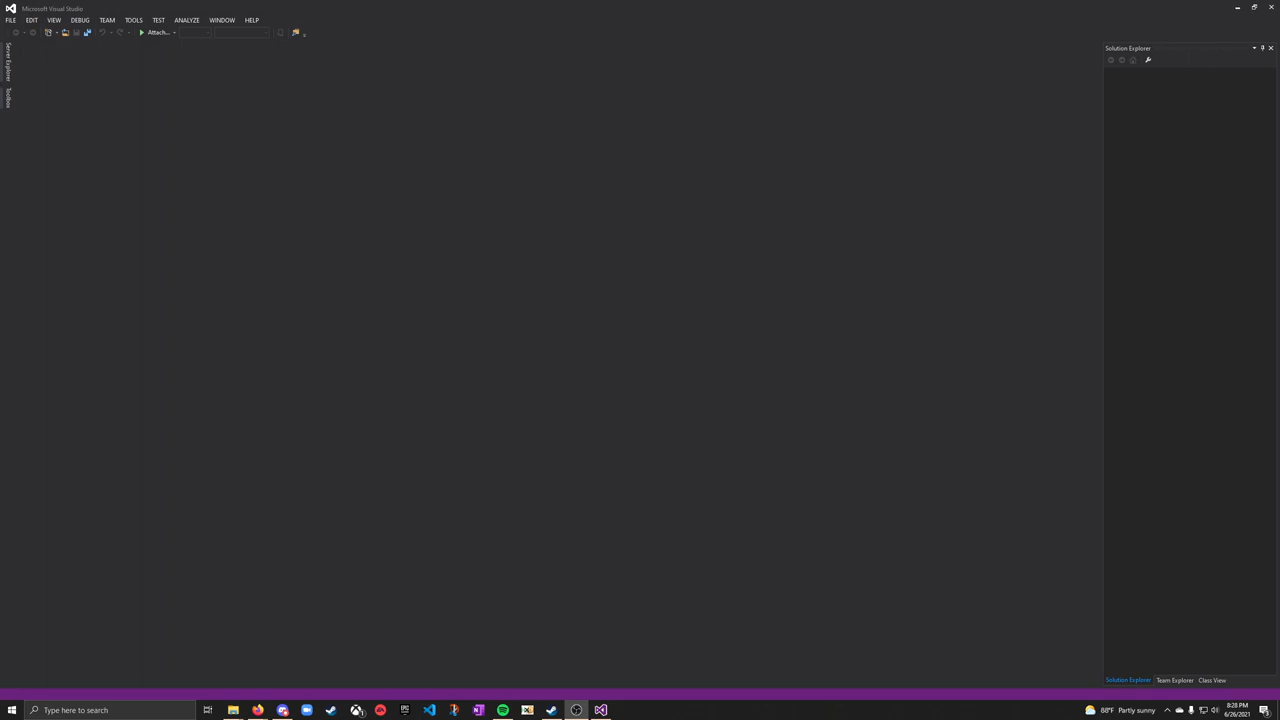 Microsoft Visual Studio
FILE EDIT VIEW DEBUG TEAM TOOLS TEST ANALYZE WINDOW HELP
Attach...
Server Explorer
Toolbox
Solution Explorer
Solution Explorer Team Explorer Class View
Type here to search
88°F Partly sunny
8:28 PM
6/26/2021